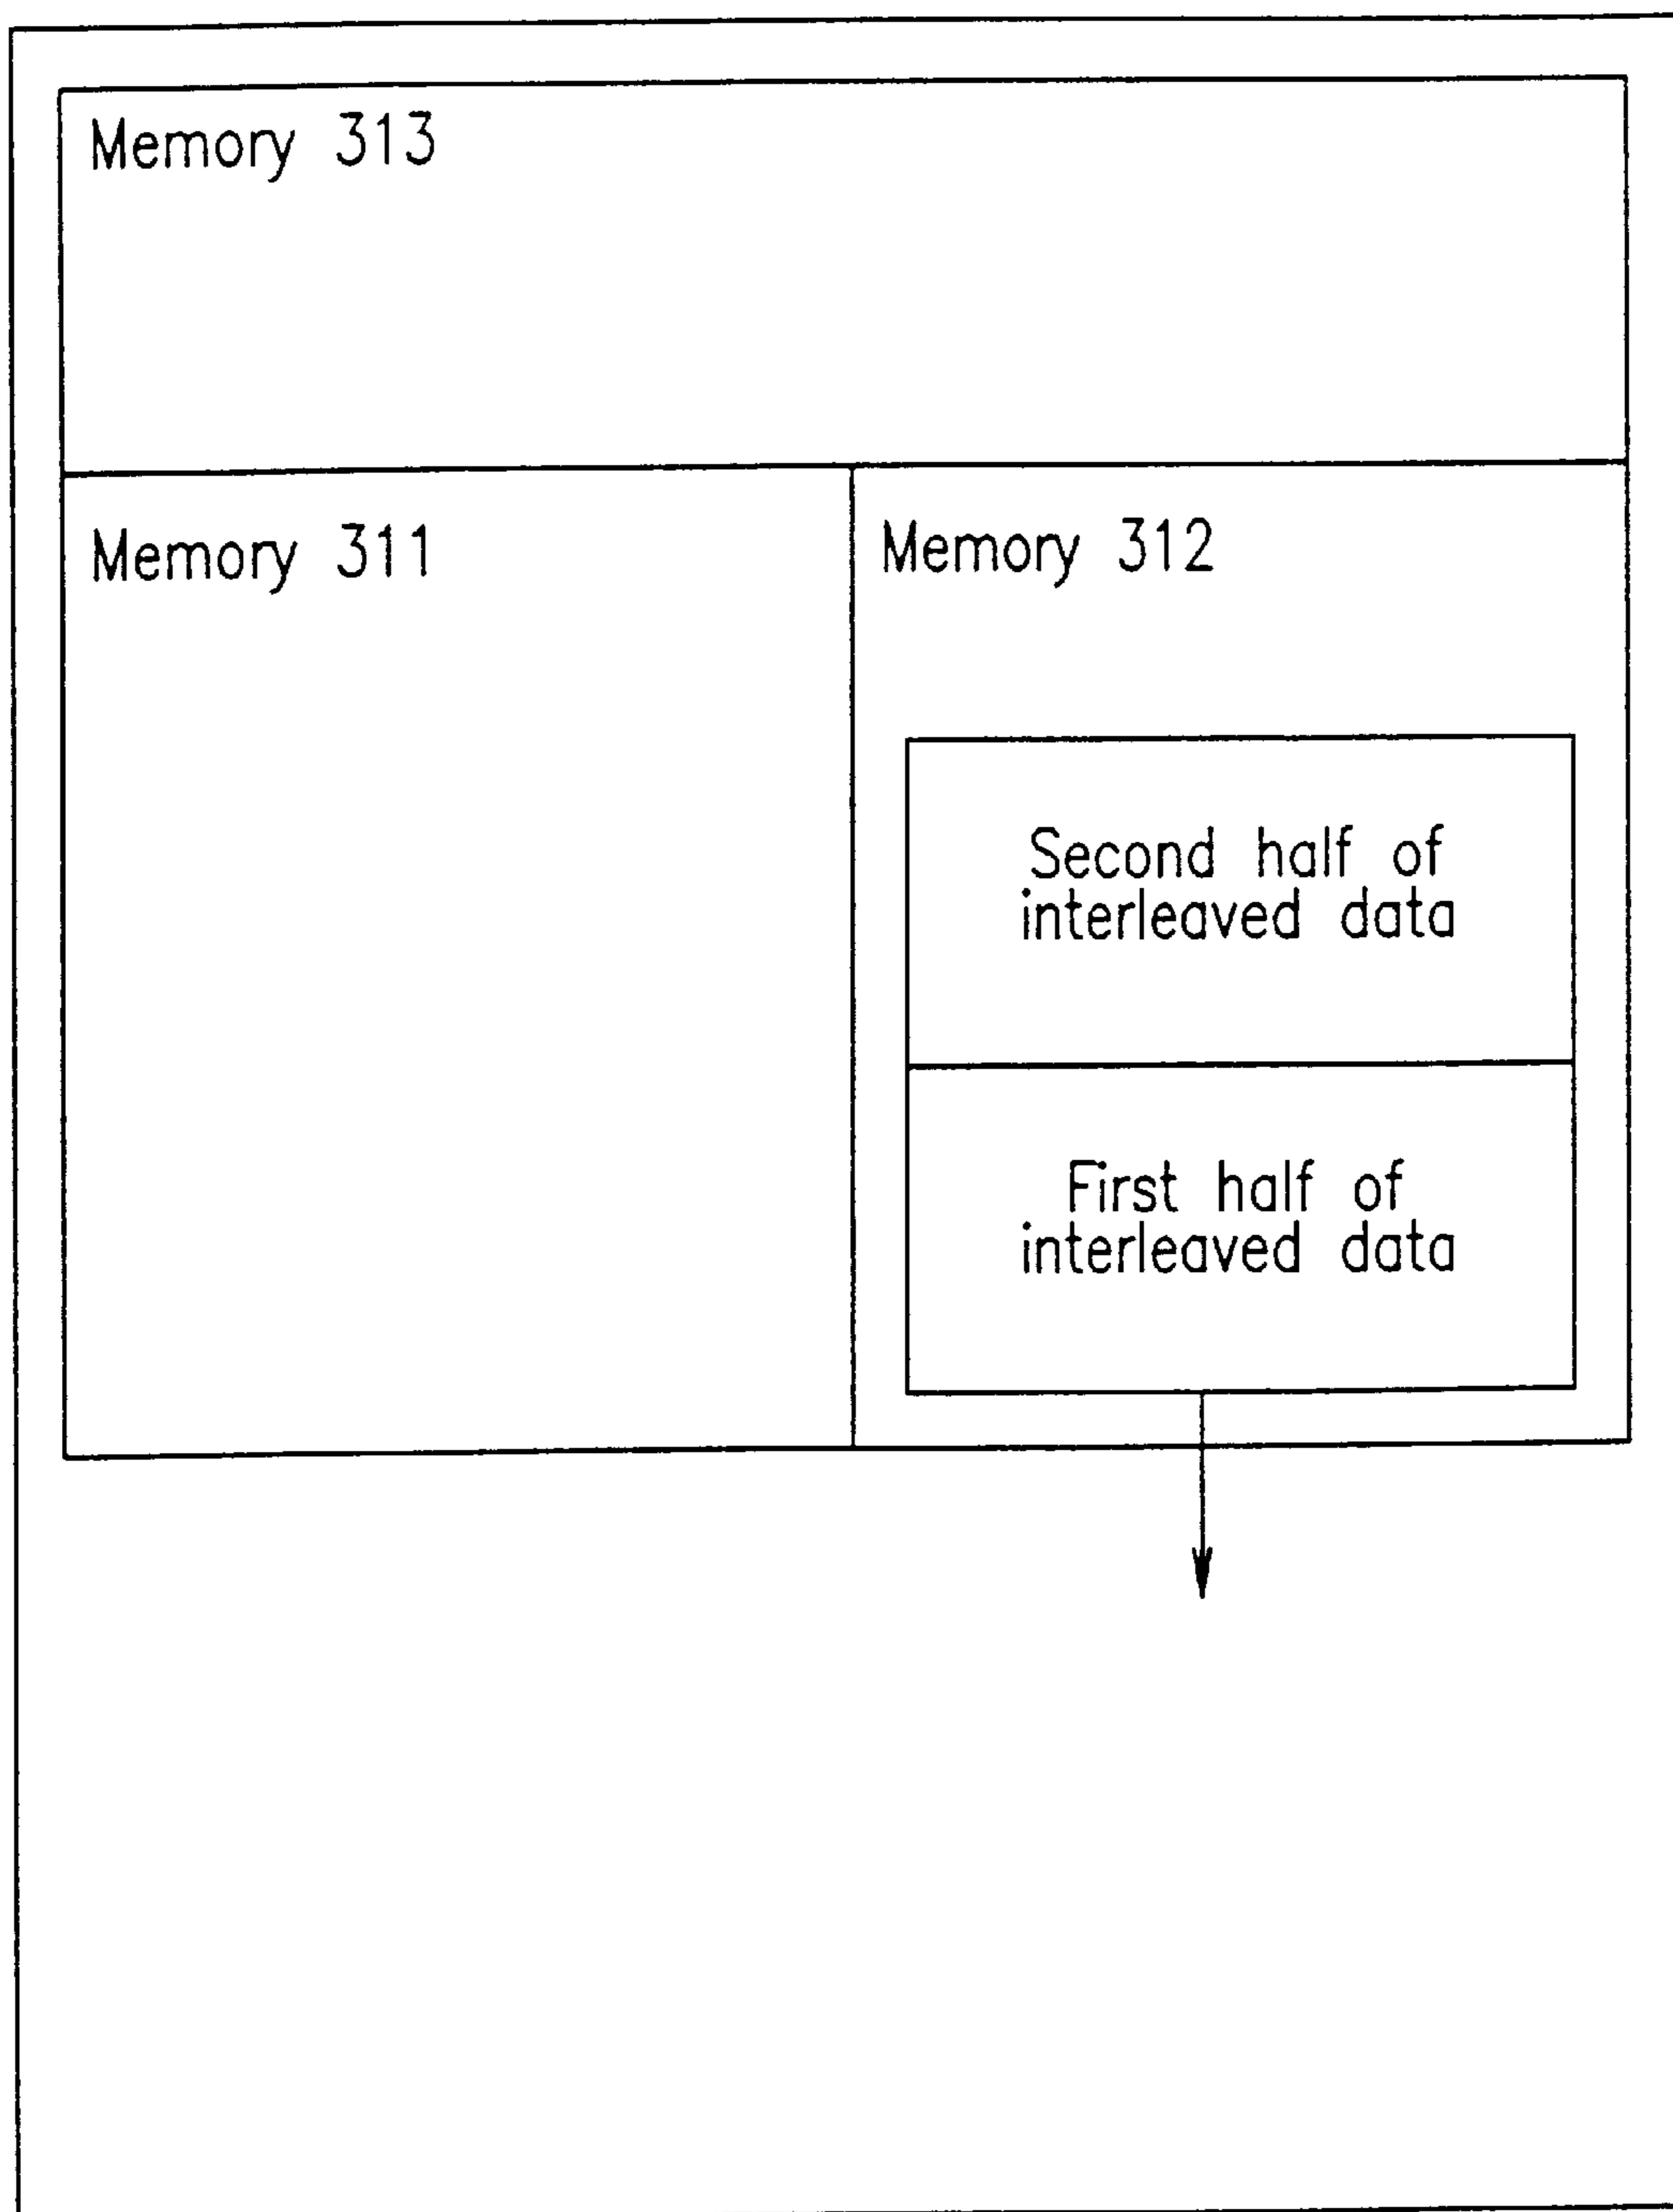 Memory 313
Memory 311
Memory 312
Second half of
interleaved data
First half of
interleaved data